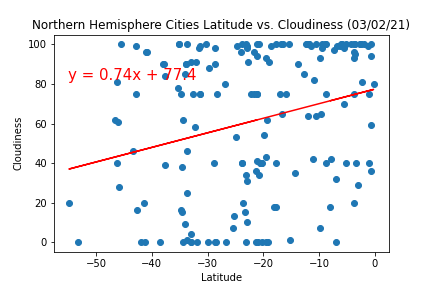 Northern Hemisphere Cities Latitude vs. Cloudiness (03/02/21)
100
y = 0.74x + 77.4
80
60
Cloudiness
40
20
0
−50 −40 −30 −20 −10 0
Latitude